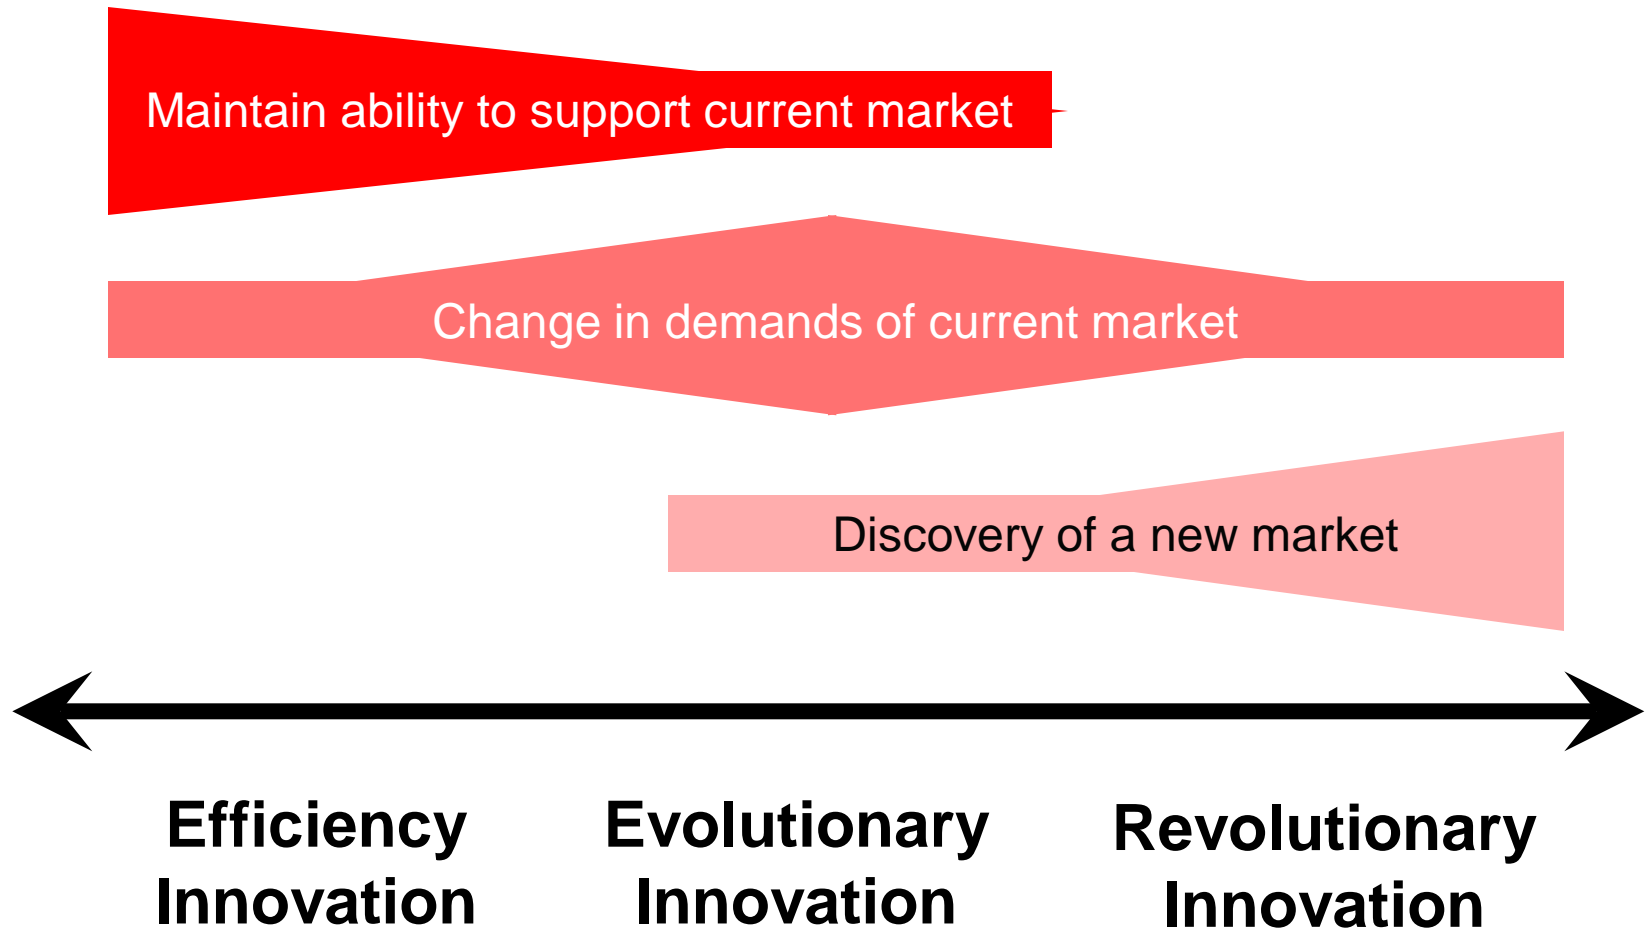 Maintain ability to support current market
Change in demands of current market
Discovery of a new market
Efficiency
Innovation
Evolutionary
Innovation
Revolutionary
Innovation